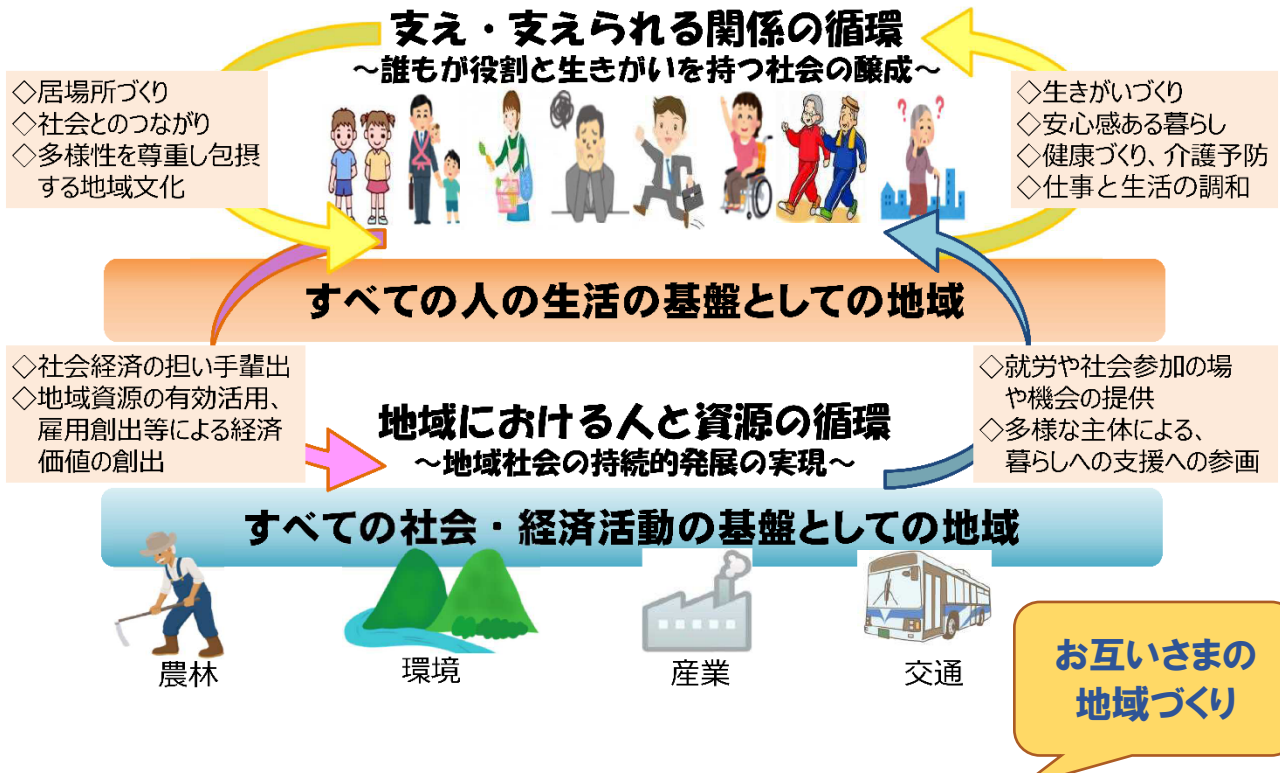 支え・支えられる関係の循環
～誰もが役割と生きがいを持つ社会の醸成～
◇居場所づくり
◇社会とのつながり
◇多様性を尊重し包摂
する地域文化
◇生きがいづくり
◇安心感ある暮らし
◇健康づくり、介護予防
◇仕事と生活の調和
すべての人の生活の基盤としての地域
◇社会経済の担い手輩出
◇地域資源の有効活用、
雇用創出等による経済
価値の創出
◇就労や社会参加の場
や機会の提供
◇多様な主体による、
暮らしへの支援への参画
地域における人と資源の循環
～地域社会の持続的発展の実現～
すべての社会・経済活動の基盤としての地域
農林
環境
産業
交通
お互いさまの
地域づくり